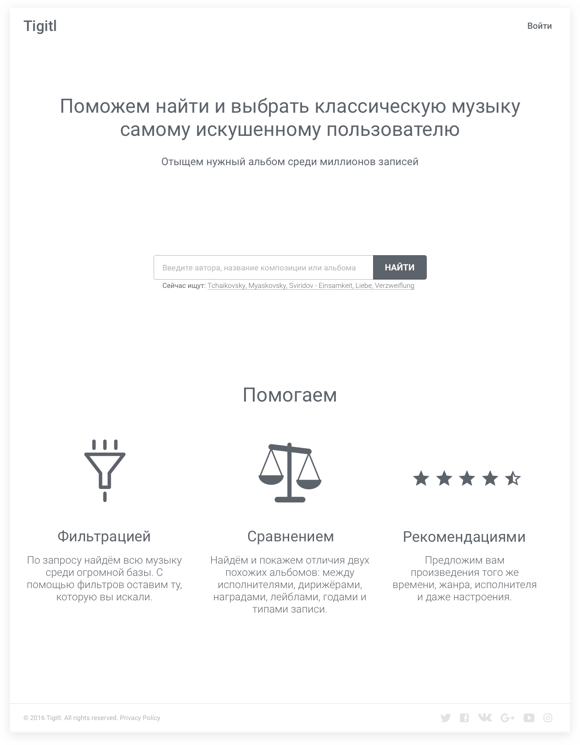 Tigitl
Войти
Поможем найти и выбрать классическую музыку
самому искушенному пользователю
Отыщем нужный альбом среди миллионов записей
Введите автора, название композиции или альбома
НАЙТИ
Сейчас ищут: Tchaikovsky, Myaskovsky, Sviridov - Einsamkeit, Liebe, Verzweiflung
Помогаем
Фильтрацией
По запросу найдём всю музыку
среди огромной базы. С
помощью фильтров оставим ту,
которую вы искали.
Сравнением
Найдём и покажем отличия двух
похожих альбомов: между
исполнителями, дирижёрами,
наградами, лейблами, годами и
типами записи.
Рекомендациями
Предложим вам
произведения того же
времени, жанра, исполнителя
и даже настроения.
© 2016 Tigitl. All rights reserved. Privacy Policy